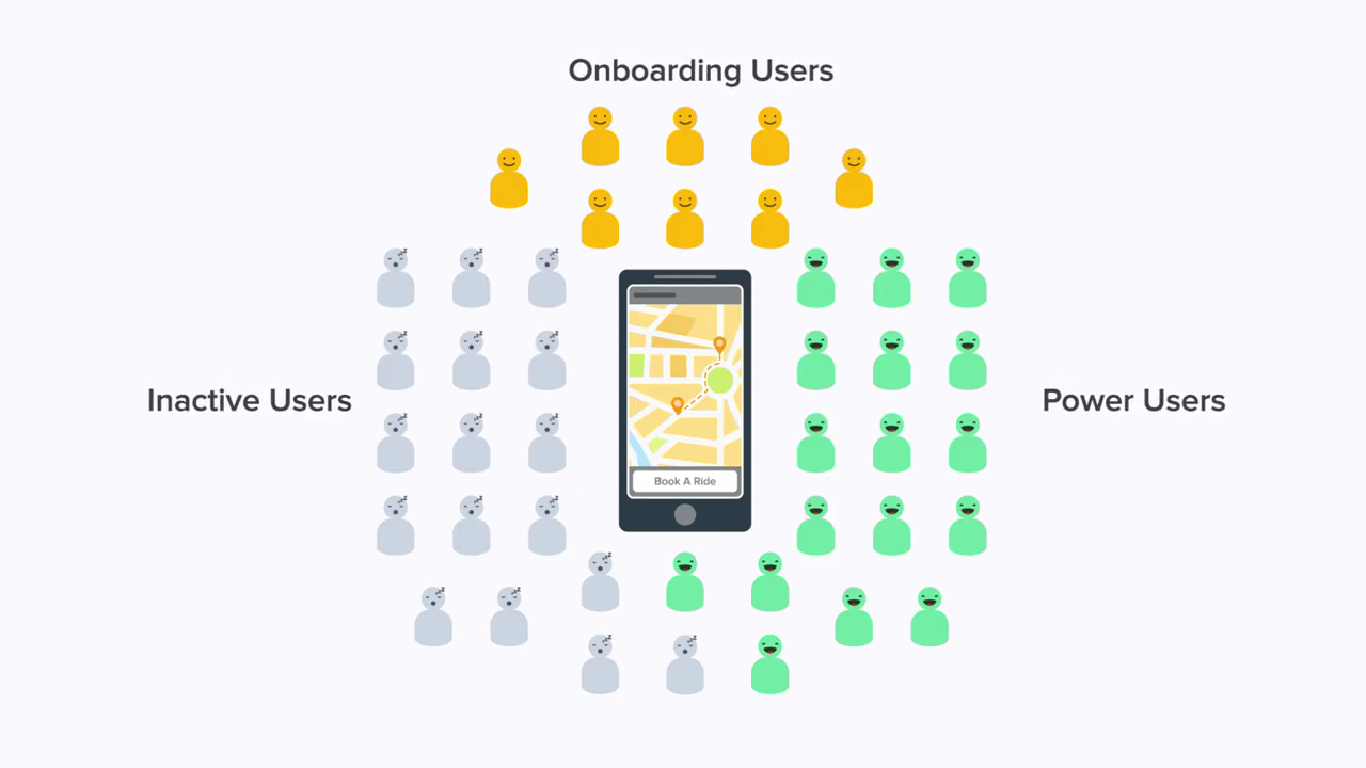 Onboarding Users
Inactive Users
Power Users
Book A Ride